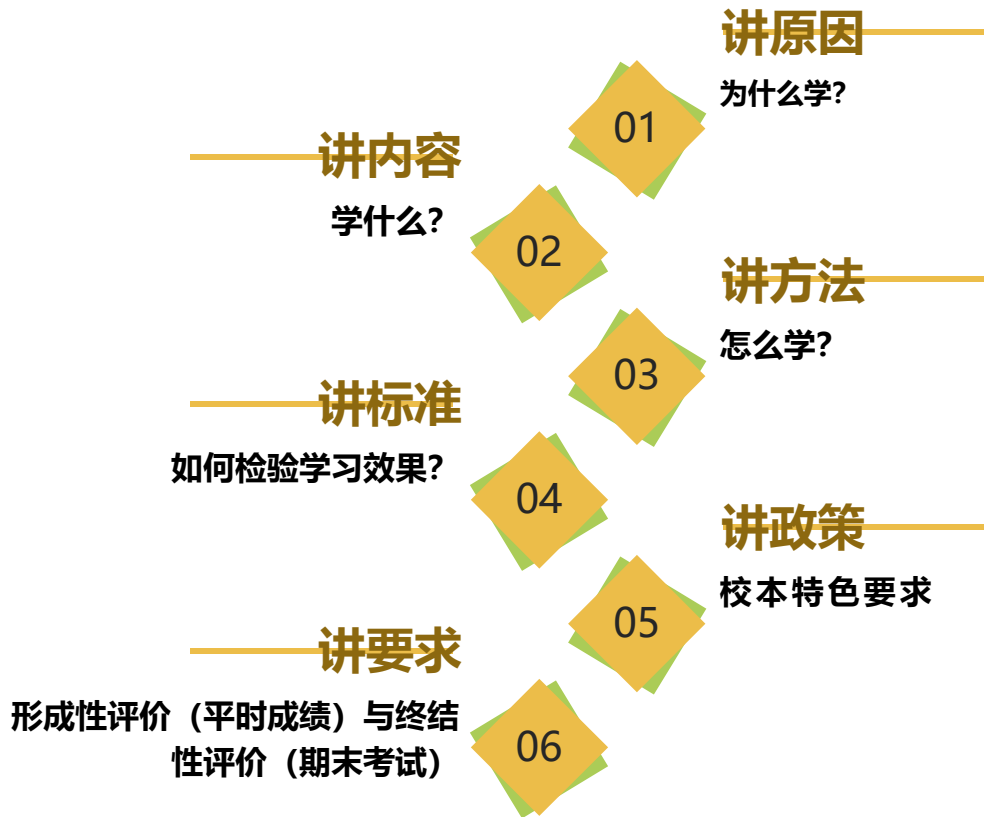 讲原因
为什么学?
01
讲内容
学什么?
02
讲方法
怎么学?
03
讲标准
如何检验学习效果?
04
讲政策
校本特色要求
05
讲要求
形成性评价（平时成绩）与终结
性评价（期末考试）
06